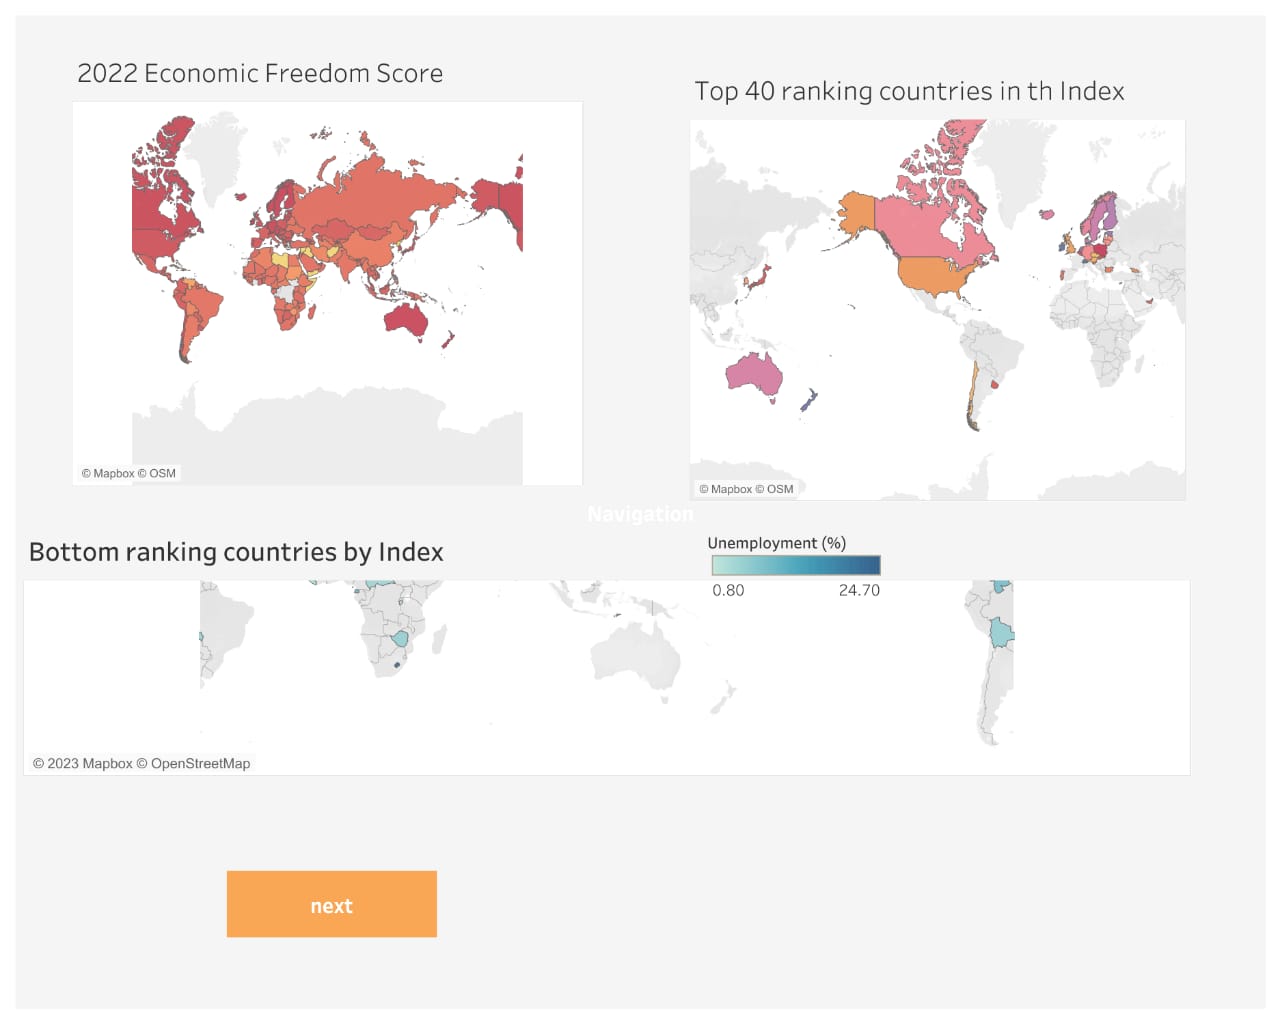 2022 Economic Freedom Score
Top 40 ranking countries in th Index
© Mapbox © OSM
© Mapbox © OSM
Navigation
Bottom ranking countries by Index
Unemployment (%)
0.80 24.70
© 2023 Mapbox © OpenStreetMap
next